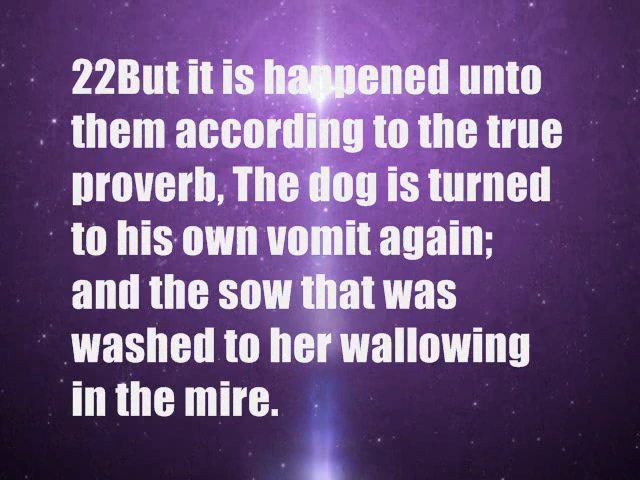 22But it is happened unto
them according to the true
proverb, The dog is turned
to his own vomit again;
and the sow that was
washed to her wallowing
in the mire.